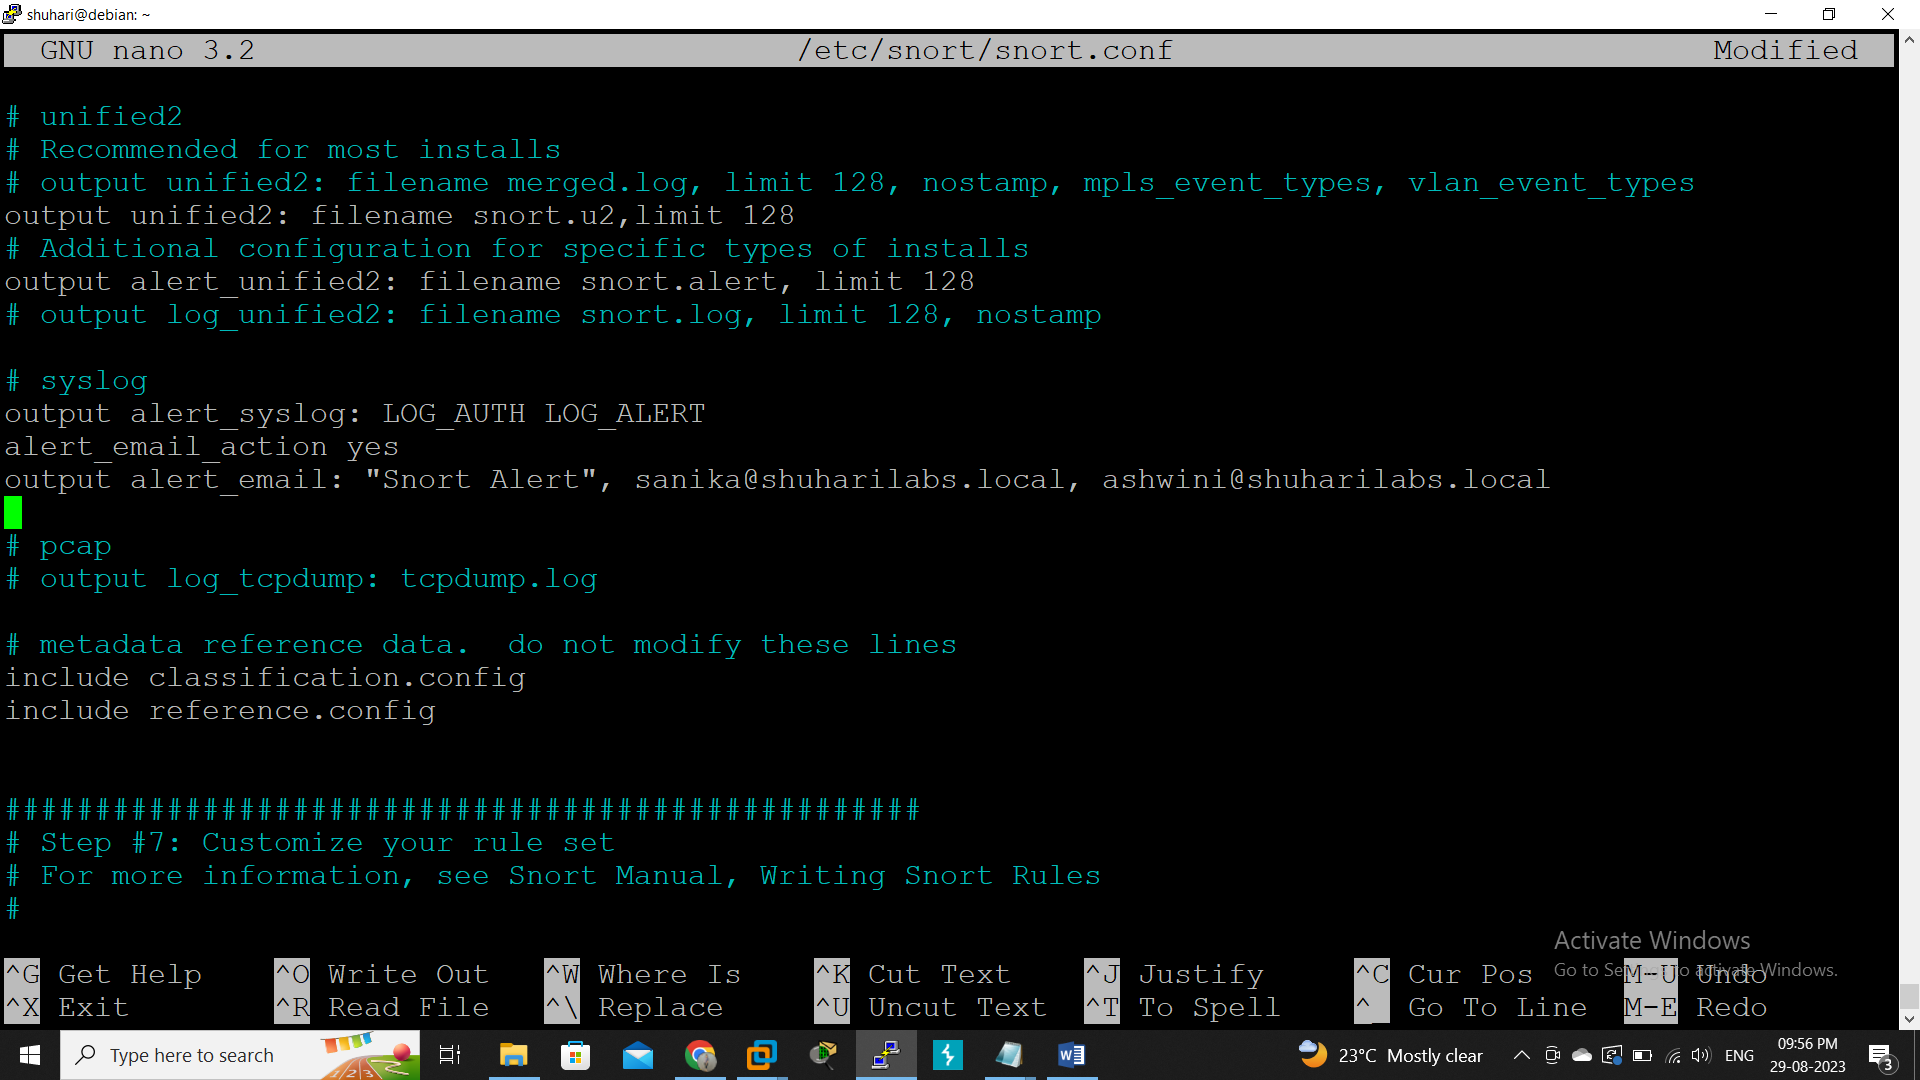 shuhari@debian: ~
GNU nano 3.2 /etc/snort/snort.conf Modified
# unified2
# Recommended for most installs
# output unified2: filename merged.log, limit 128, nostamp, mpls_event_types, vlan_event_types
output unified2: filename snort.u2,limit 128
# Additional configuration for specific types of installs
output alert_unified2: filename snort.alert, limit 128
# output log_unified2: filename snort.log, limit 128, nostamp
# syslog
output alert_syslog: LOG_AUTH LOG_ALERT
alert_email_action yes
output alert_email: "Snort Alert", sanika@shuharilabs.local, ashwini@shuharilabs.local
# pcap
# output log_tcpdump: tcpdump.log
# metadata reference data.  do not modify these lines
include classification.config
include reference.config
###################################################
# Step #7: Customize your rule set
# For more information, see Snort Manual, Writing Snort Rules
#
Activate Windows
Go to Settings to activate Windows.
^G Get Help ^O Write Out ^W Where Is ^K Cut Text ^J Justify ^C Cur Pos M-U Undo
^X Exit ^R Read File ^\ Replace ^U Uncut Text ^T To Spell ^_ Go To Line M-E Redo
Type here to search
23°C Mostly clear
ENG
09:56 PM
29-08-2023
3